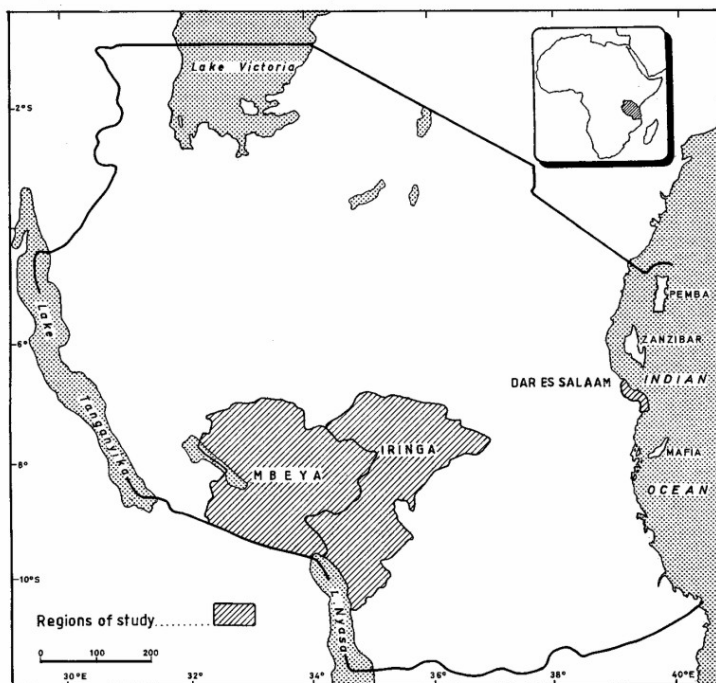 Lake Victoria
2°S
PEMBA
Lake
ZANZIBAR
6°
DAR ES SALAAM
INDIAN
Tanganyika
IRINGA
MAFIA
8°
MBEYA
OCEAN
10°S
L. Nyasa
Regions of study..........
0 100 200
30°E 32° 34° 36° 38° 40°E